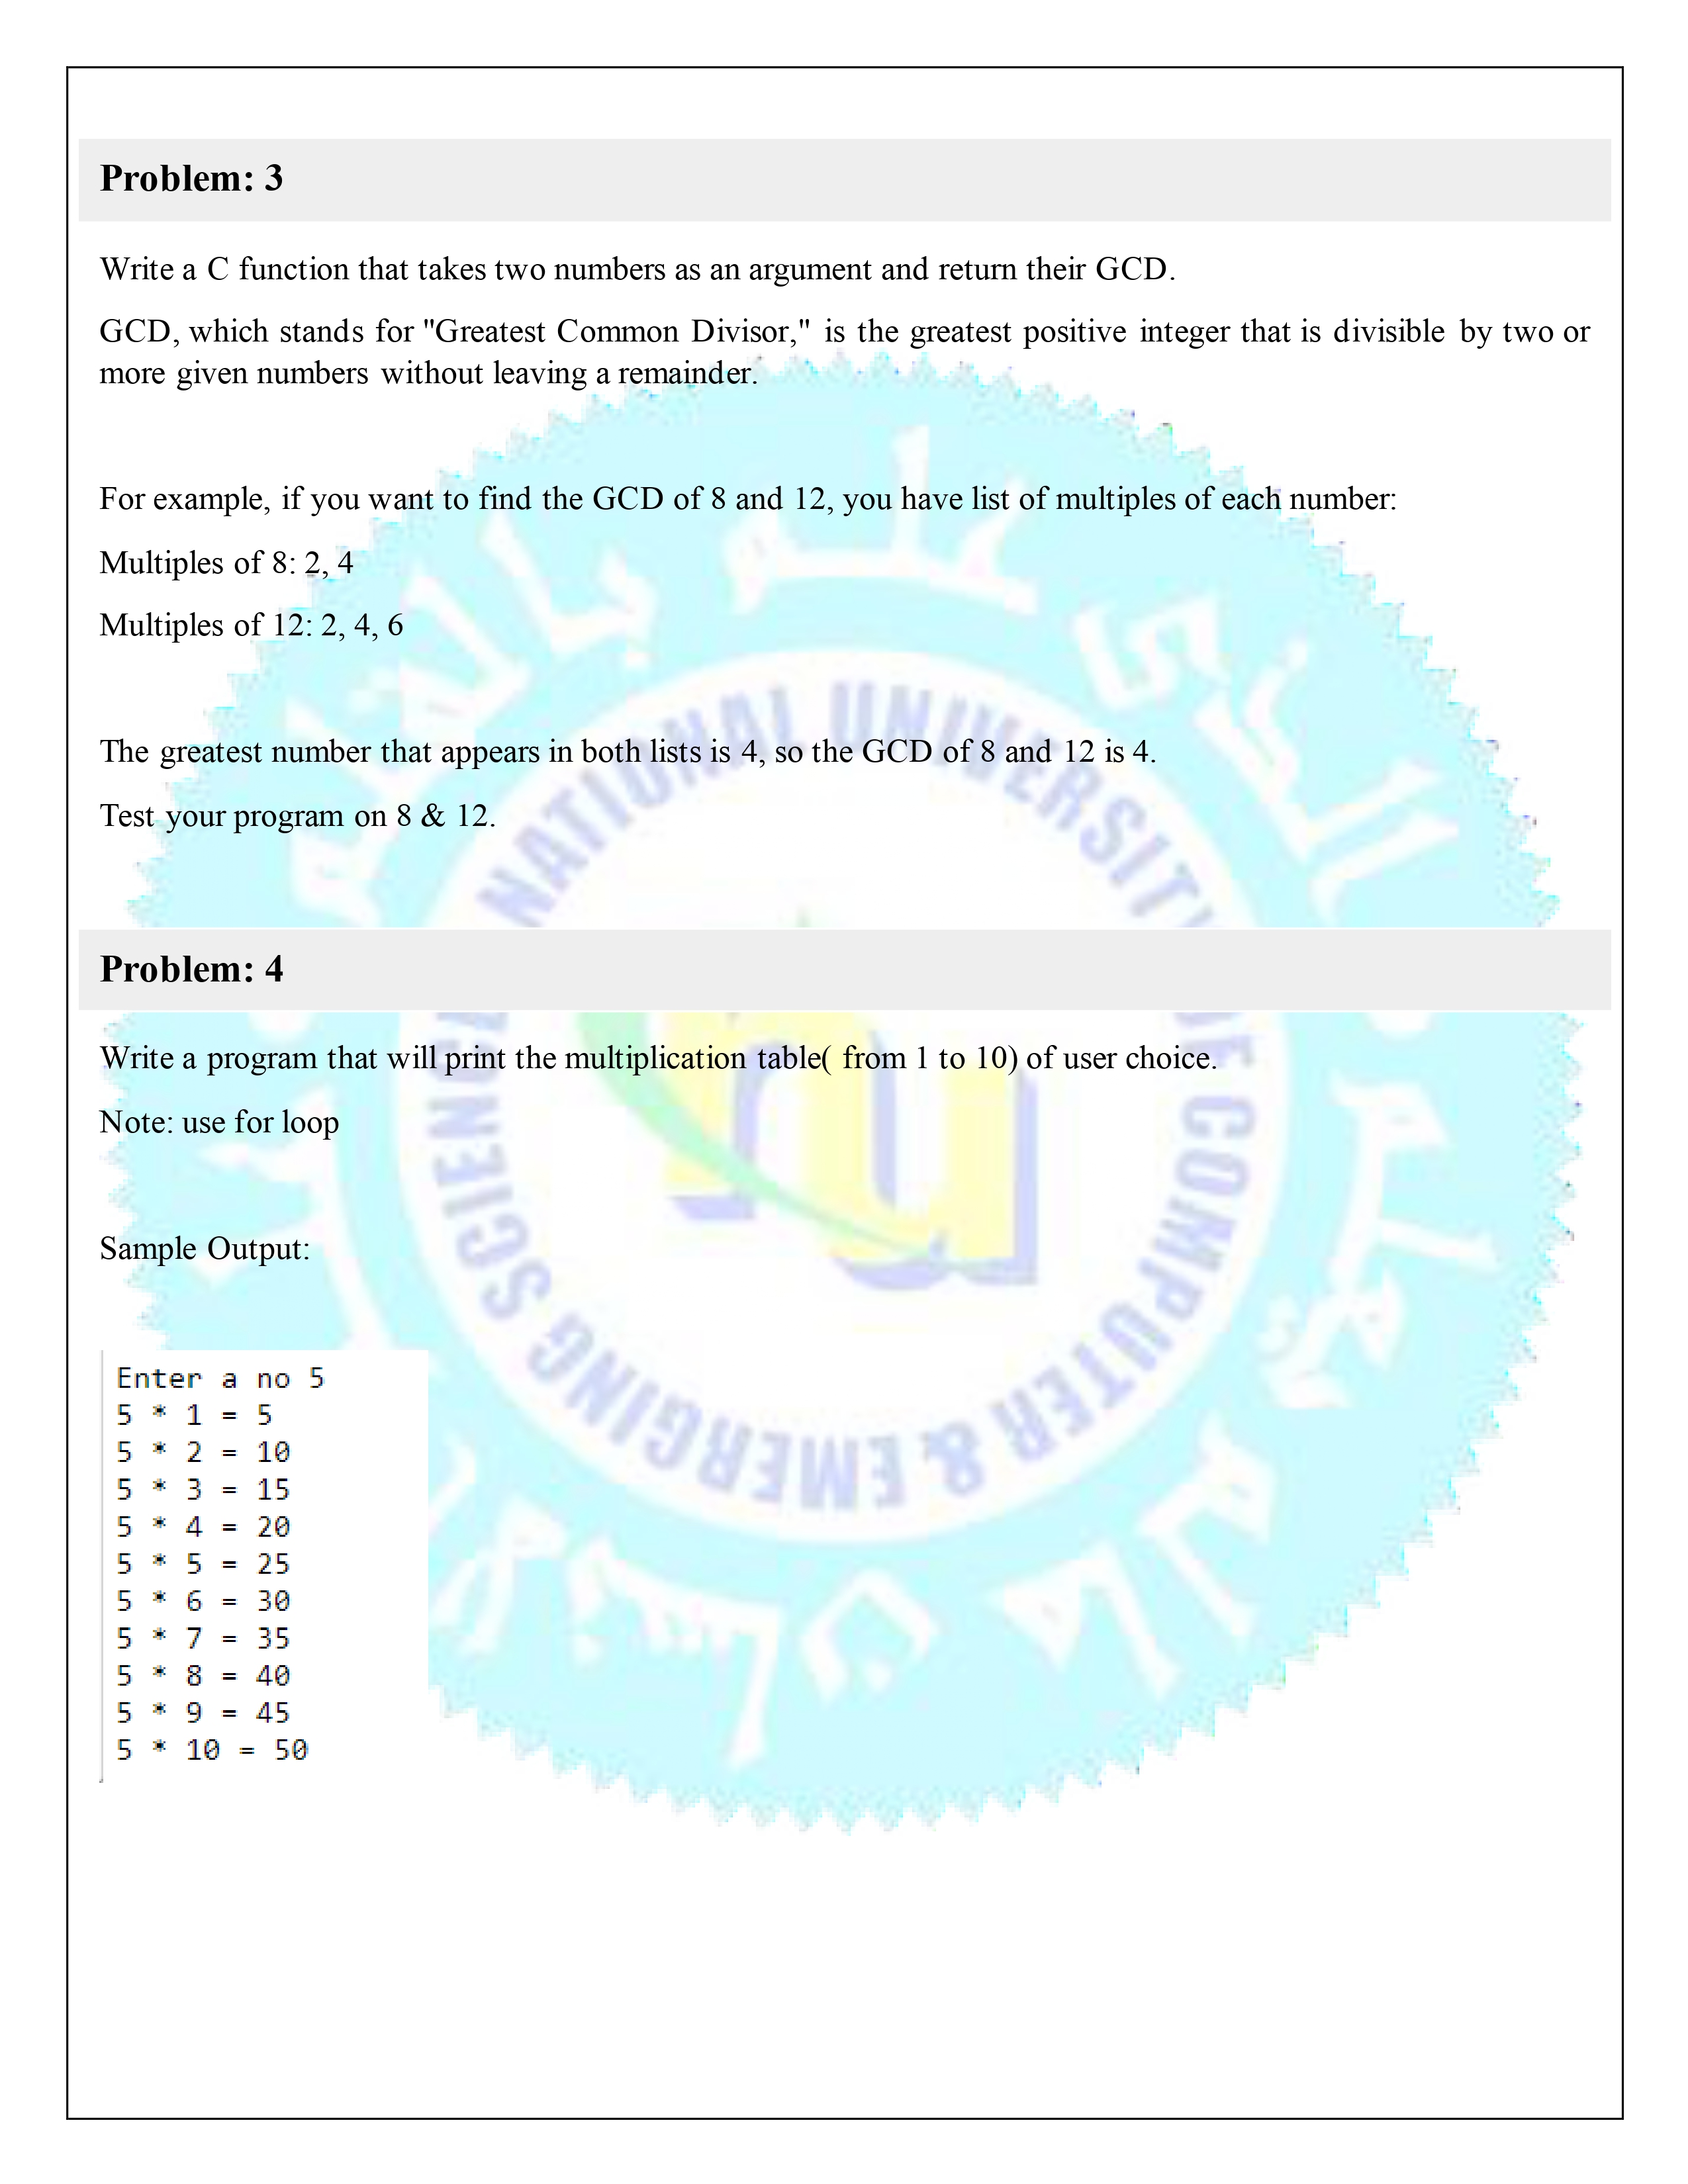 Problem: 3
Write a C function that takes two numbers as an argument and return their GCD.
GCD, which stands for "Greatest Common Divisor," is the greatest positive integer that is divisible by two or
more given numbers without leaving a remainder.
For example, if you want to find the GCD of 8 and 12, you have list of multiples of each number:
Multiples of 8: 2, 4
Multiples of 12: 2, 4, 6
The greatest number that appears in both lists is 4, so the GCD of 8 and 12 is 4.
Test your program on 8 & 12.
Problem: 4
Write a program that will print the multiplication table( from 1 to 10) of user choice.
Note: use for loop
Sample Output:
Enter a no 5
5 * 1 = 5
5 * 2 = 10
5 * 3 = 15
5 * 4 = 20
5 * 5 = 25
5 * 6 = 30
5 * 7 = 35
5 * 8 = 40
5 * 9 = 45
5 * 10 = 50
NATIONAL UNIVERSITY OF COMPUTER & EMERGING SCIENCES
الذى علم بالقلم